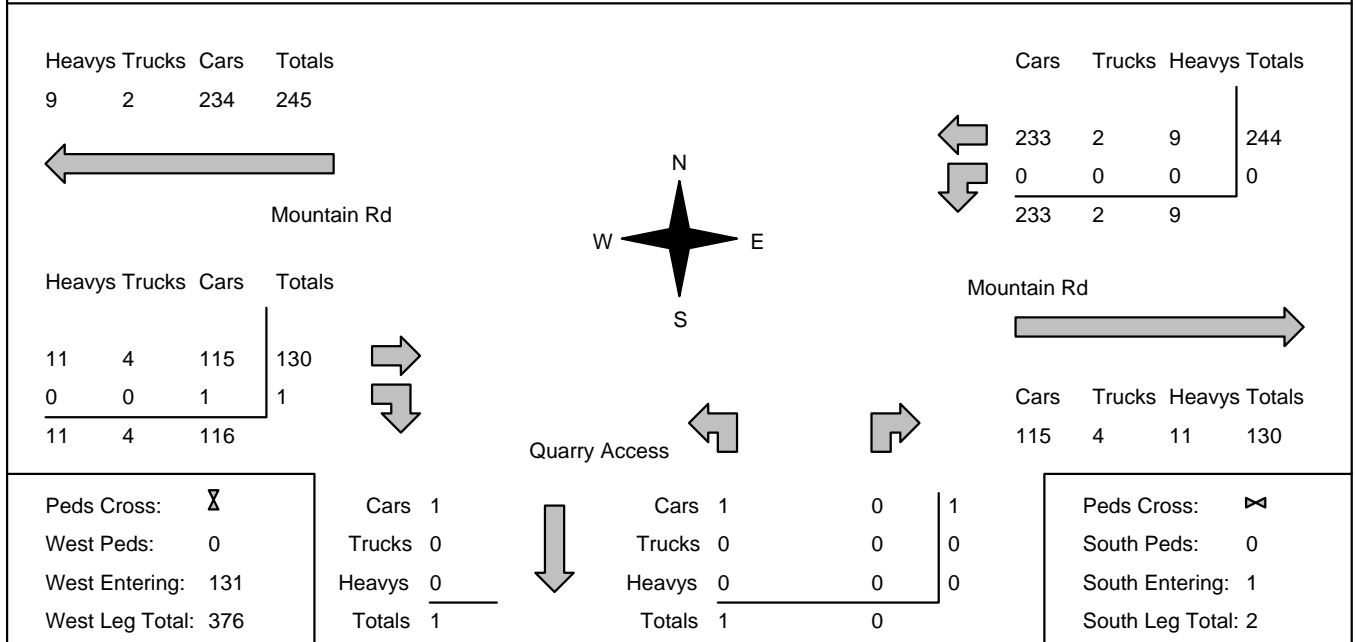 Heavys Trucks Cars Totals
9 2 234 245
Mountain Rd
Heavys Trucks Cars Totals
11 4 115 130
0 0 1 1
11 4 116
N
W E
S
Cars Trucks Heavys Totals
233 2 9 244
0 0 0 0
233 2 9
Mountain Rd
Cars Trucks Heavys Totals
115 4 11 130
Quarry Access
Peds Cross:
West Peds: 0
West Entering: 131
West Leg Total: 376
Cars 1
Trucks 0
Heavys 0
Totals 1
Cars 1 0 1
Trucks 0 0 0
Heavys 0 0 0
Totals 1 0
Peds Cross:
South Peds: 0
South Entering: 1
South Leg Total: 2